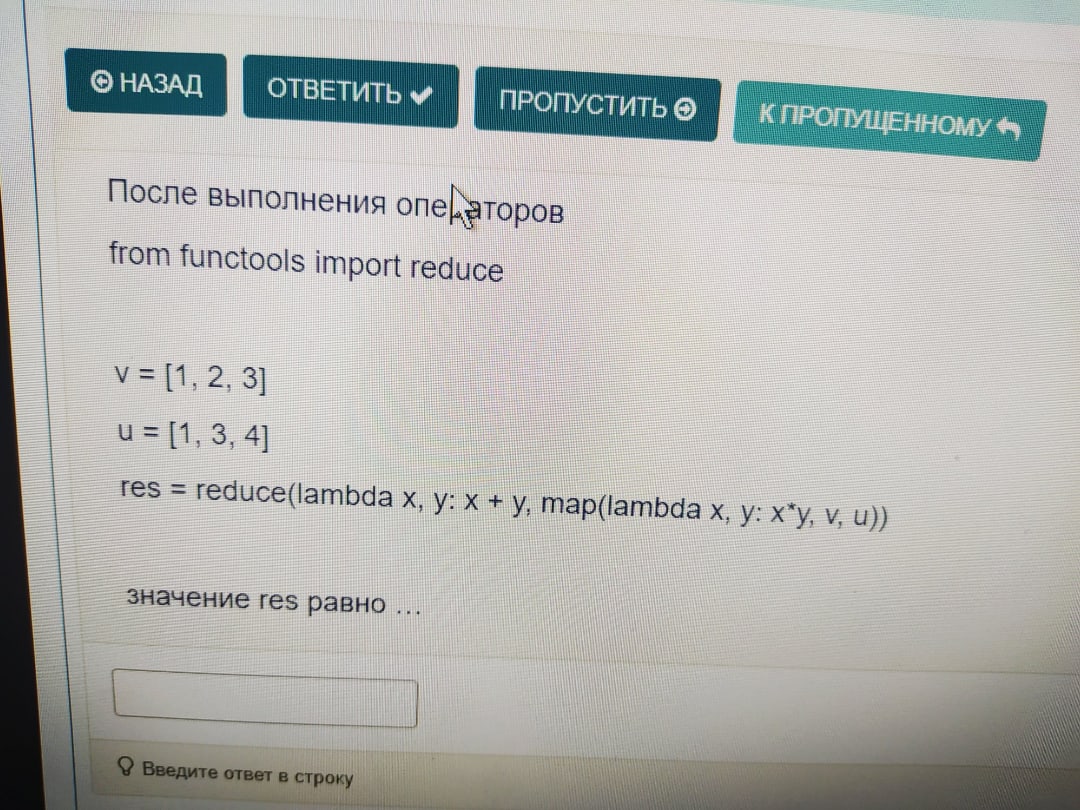 НАЗАД
ОТВЕТИТЬ
ПРОПУСТИТЬ
К ПРОПУЩЕННОМУ
После выполнения операторов
from functools import reduce
v = [1, 2, 3]
u = [1, 3, 4]
res = reduce(lambda x, y: x + y, map(lambda x, y: x*y, v, u))
значение res равно ...
Введите ответ в строку